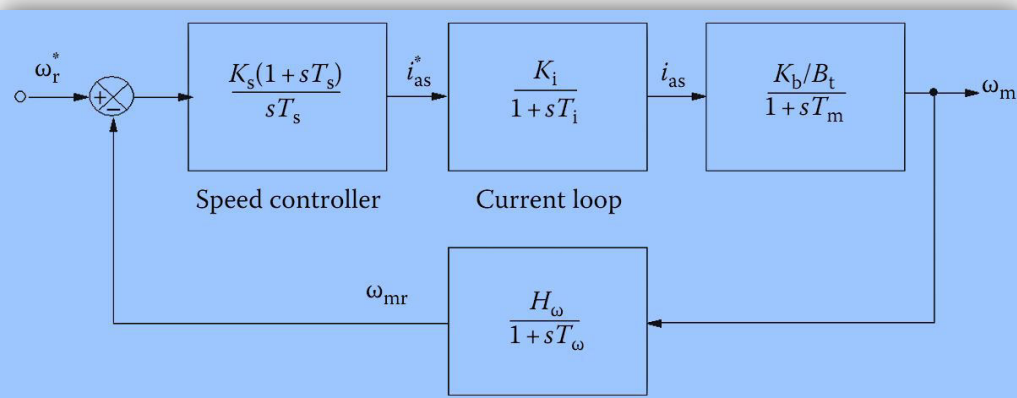 ω*r
+
−
Ks(1+sTs)
sTs
i*as
Ki
1+sTi
ias
Kb/Bt
1+sTm
ωm
Speed controller
Current loop
ωmr
Hω
1+sTω